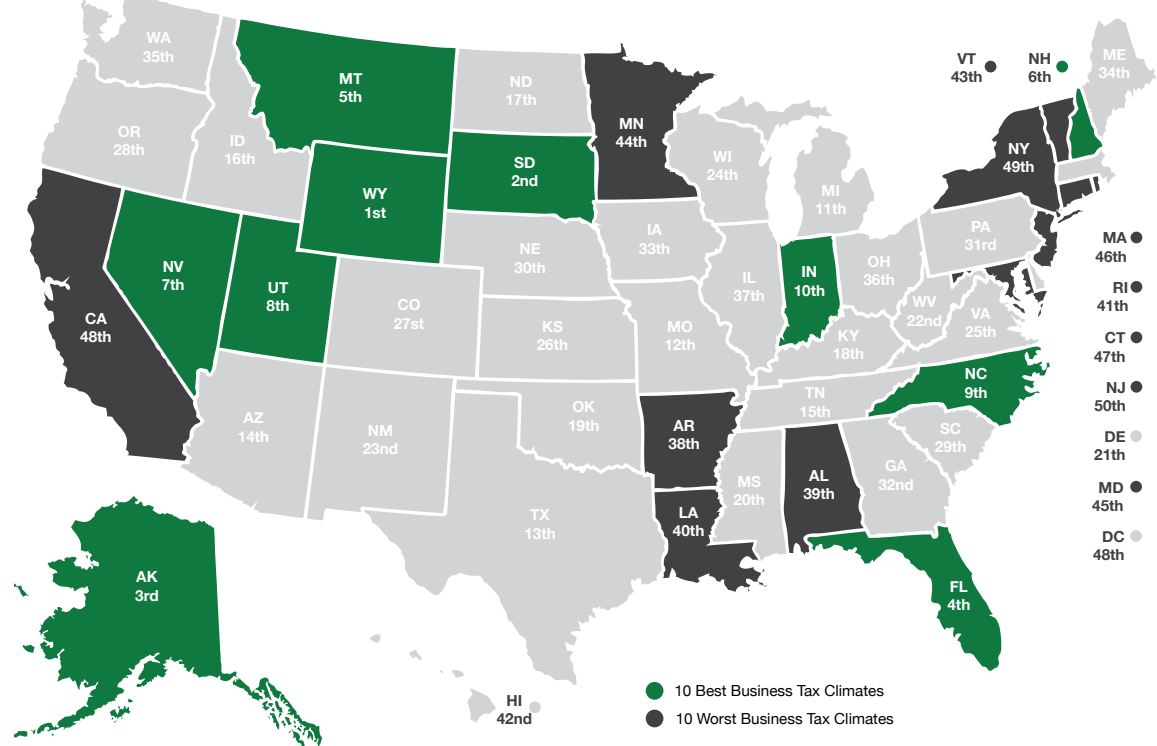 WA
35th
MT
5th
ND
17th
MN
44th
VT
43rd
NH
6th
ME
34th
OR
28th
ID
16th
SD
2nd
WI
24th
NY
49th
WY
1st
MI
11th
NV
7th
UT
8th
NE
30th
IA
33th
PA
31rd
MA
46th
CA
48th
CO
27st
IL
37th
IN
10th
OH
36th
WV
22nd
VA
25th
RI
41th
KS
26th
MO
12th
KY
18th
CT
47th
NC
9th
NJ
50th
AZ
14th
NM
23nd
OK
19th
AR
38th
TN
15th
SC
29th
DE
21th
TX
13th
LA
40th
MS
20th
AL
39th
GA
32nd
MD
45th
DC
48th
AK
3rd
FL
4th
HI
42nd
10 Best Business Tax Climates
10 Worst Business Tax Climates